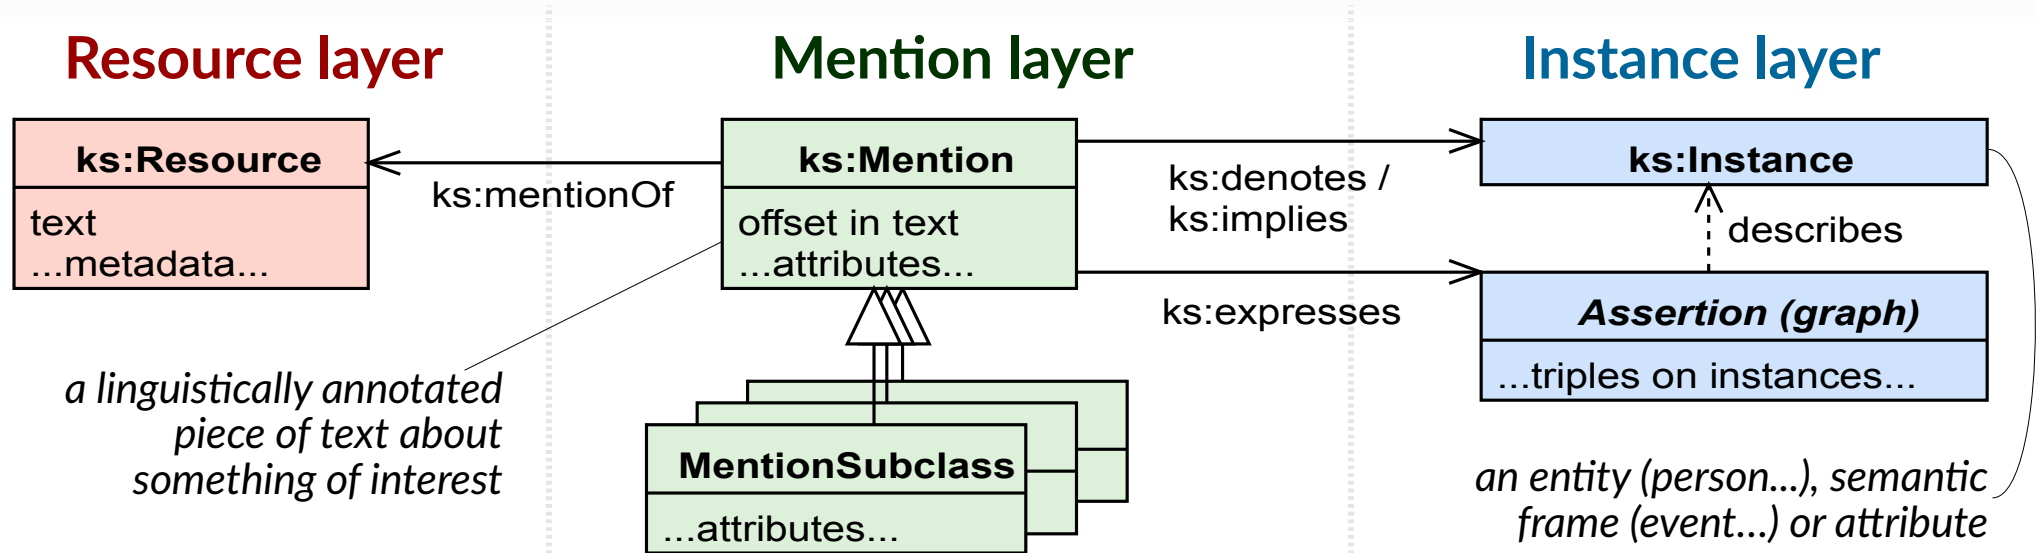 Resource layer
Mention layer
Instance layer
ks:Resource
text
...metadata...
ks:mentionOf
ks:Mention
offset in text
...attributes...
ks:denotes /
ks:implies
ks:expresses
ks:Instance
describes
Assertion (graph)
...triples on instances...
a linguistically annotated
piece of text about
something of interest
MentionSubclass
...attributes...
an entity (person...), semantic
frame (event...) or attribute